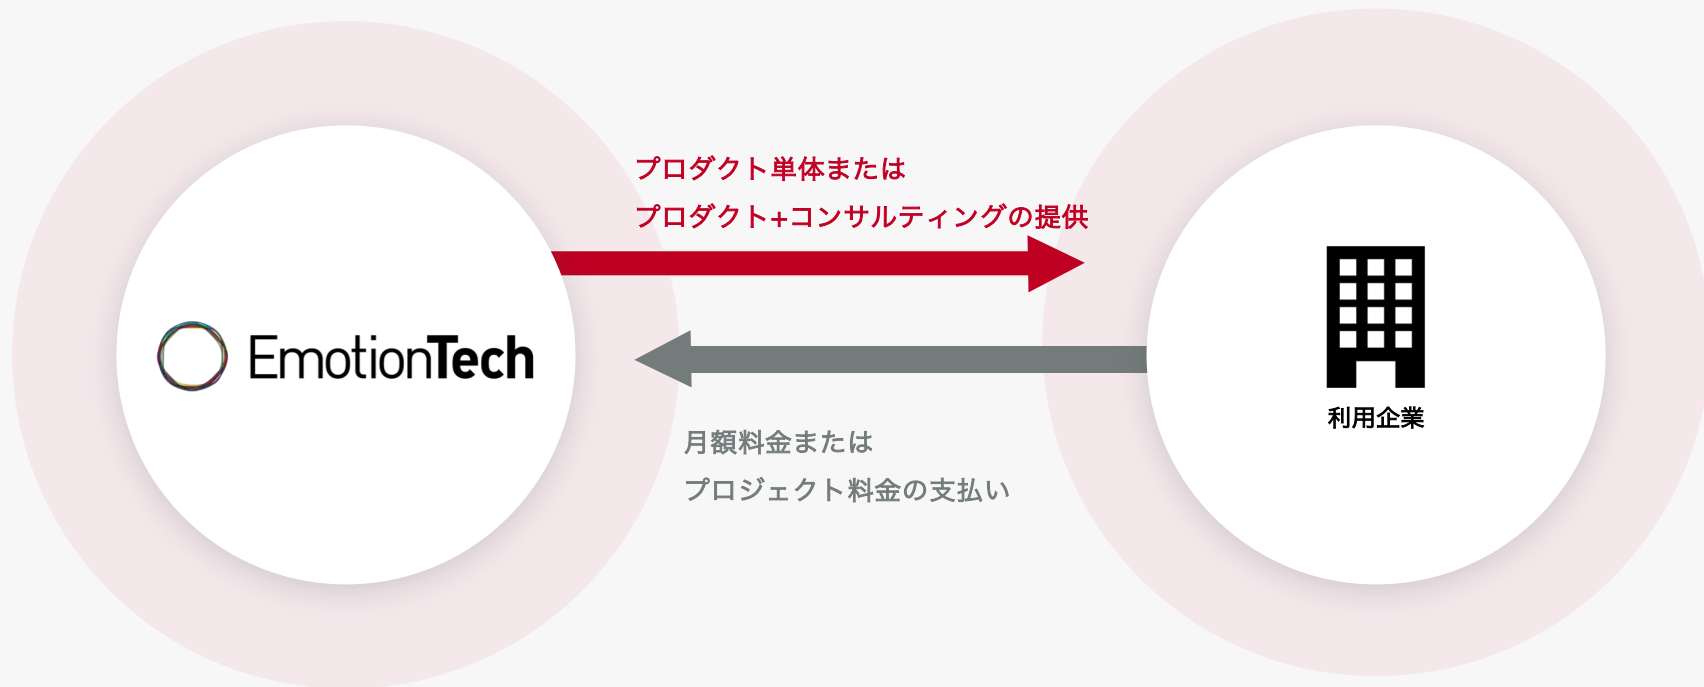 プロダクト単体または
プロダクト+コンサルティングの提供
EmotionTech
利用企業
月額料金または
プロジェクト料金の支払い